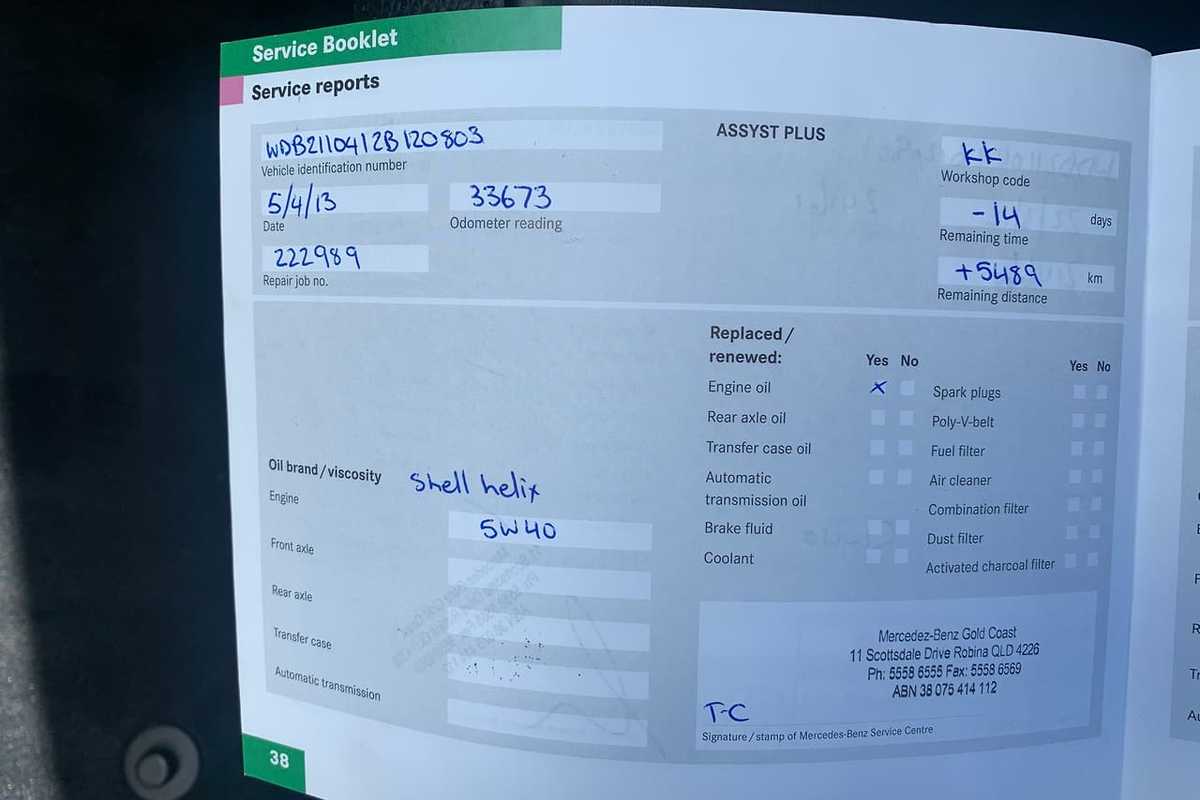 Service Booklet
Service reports
WDB2110412B120803
Vehicle identification number
5/4/13
Date
33673
Odometer reading
222989
Repair job no.
ASSYST PLUS
KK
Workshop code
-14 days
Remaining time
+5489 km
Remaining distance
Oil brand/viscosity
Shell helix
Engine
5W40
Front axle
Rear axle
Transfer case
Automatic transmission
Replaced/
renewed:
Yes No
Engine oil
x
Rear axle oil
Transfer case oil
Automatic
transmission oil
Brake fluid
Coolant
Yes No
Spark plugs
Poly-V-belt
Fuel filter
Air cleaner
Combination filter
Dust filter
Activated charcoal filter
Mercedez-Benz Gold Coast
11 Scottsdale Drive Robina QLD 4226
Ph: 5558 6555 Fax: 5558 6569
ABN 38 075 414 112
T-C
Signature/stamp of Mercedes-Benz Service Centre
38